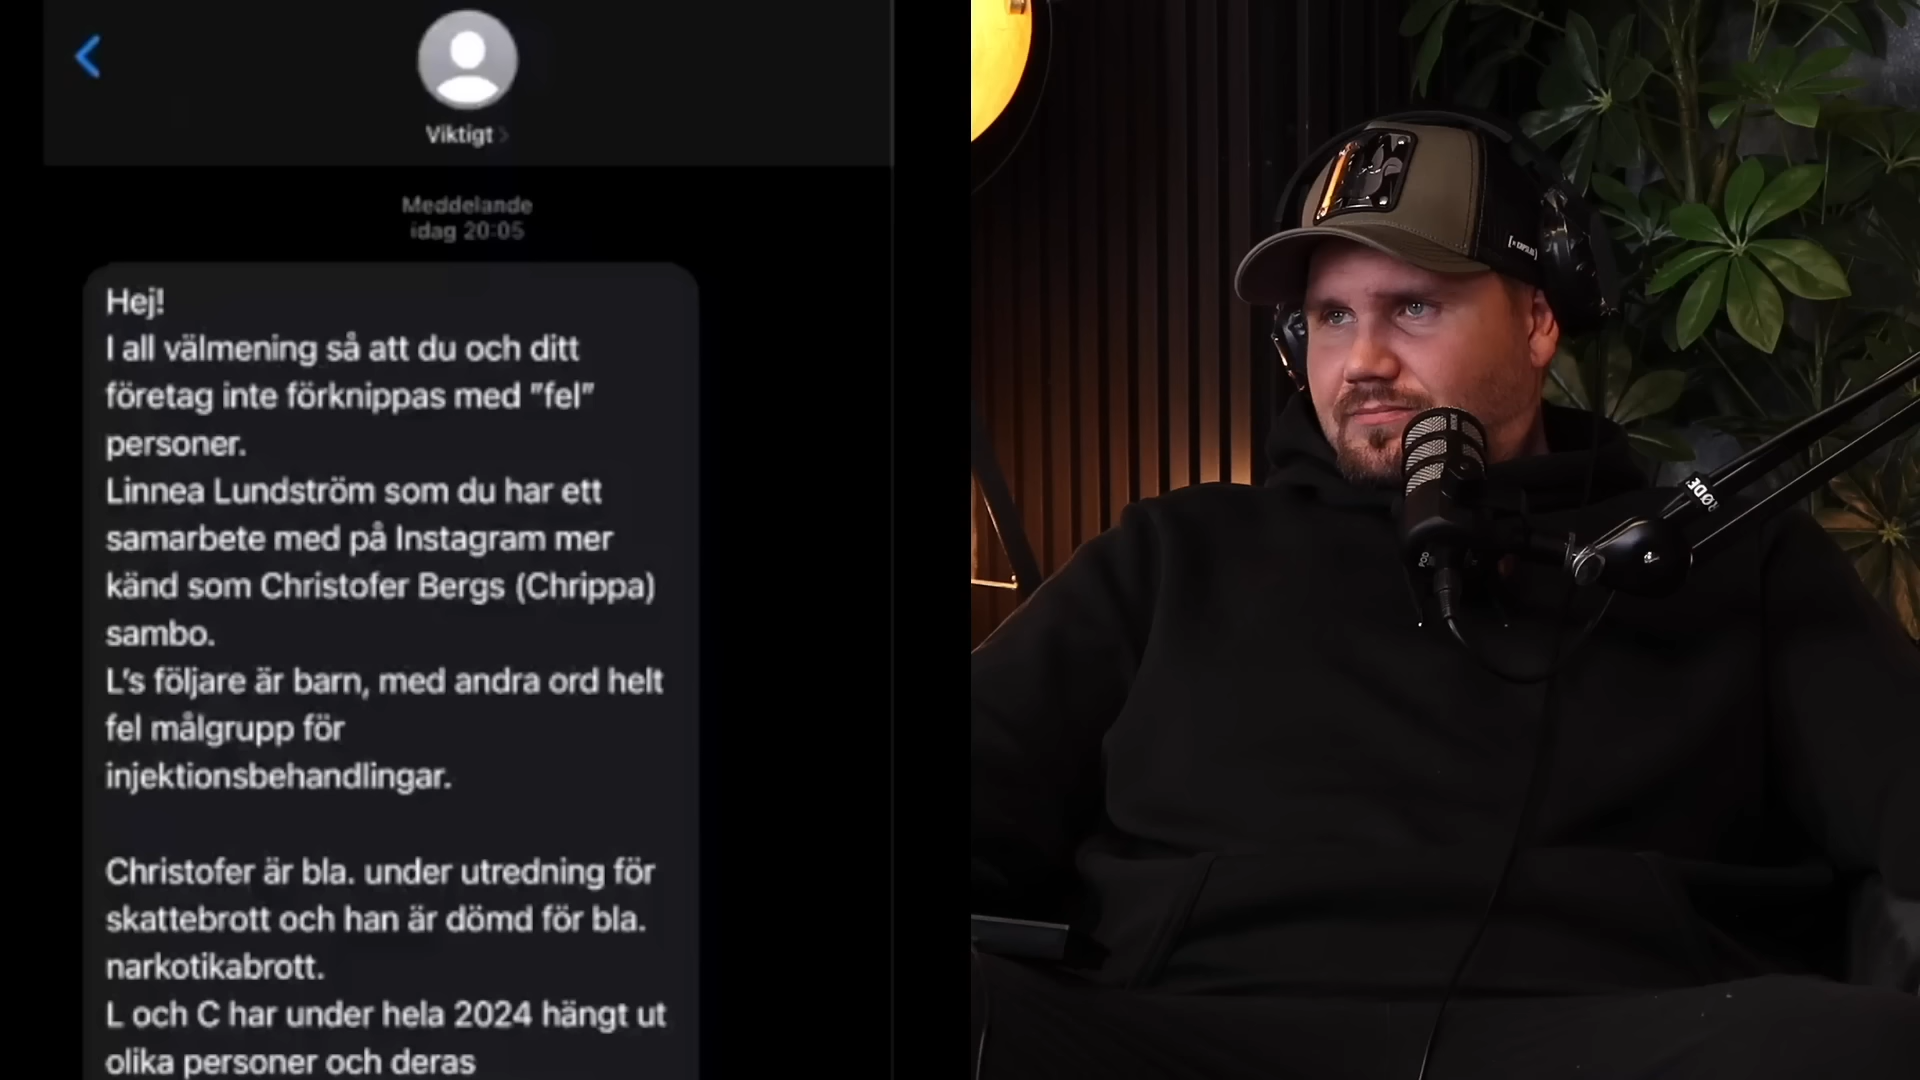 Viktigt
Meddelande
idag 20:05
Hej!
I all välmening så att du och ditt
företag inte förknippas med "fel"
personer.
Linnea Lundström som du har ett
samarbete med på Instagram mer
känd som Christofer Bergs (Chrippa)
sambo.
L's följare är barn, med andra ord helt
fel målgrupp för
injektionsbehandlingar.
Christofer är bla. under utredning för
skattebrott och han är dömd för bla.
narkotikabrott.
L och C har under hela 2024 hängt ut
olika personer och deras
RØDE
POD